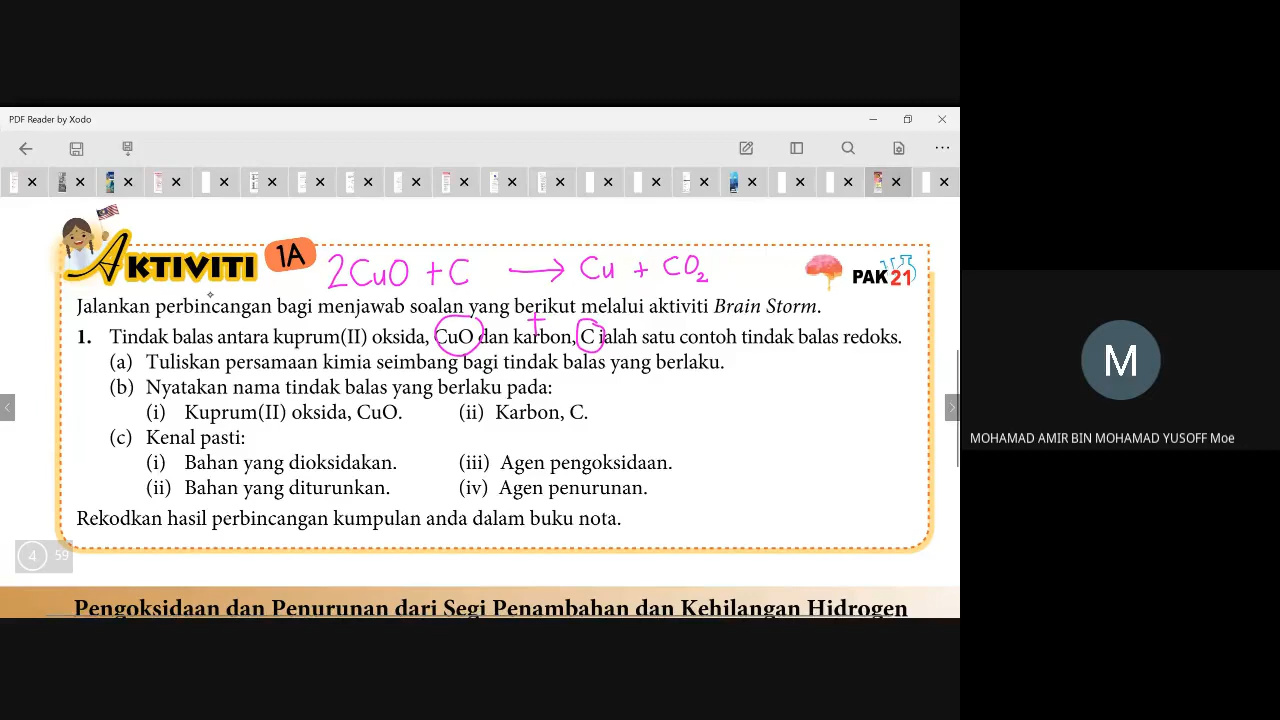 PDF Reader by Xodo
AKTIVITI 1A
2CuO + C → Cu + CO₂
PAK 21
Jalankan perbincangan bagi menjawab soalan yang berikut melalui aktiviti Brain Storm.
+
1. Tindak balas antara kuprum(II) oksida, CuO dan karbon, C ialah satu contoh tindak balas redoks.
(a) Tuliskan persamaan kimia seimbang bagi tindak balas yang berlaku.
(b) Nyatakan nama tindak balas yang berlaku pada:
(i) Kuprum(II) oksida, CuO. (ii) Karbon, C.
(c) Kenal pasti:
(i) Bahan yang dioksidakan. (iii) Agen pengoksidaan.
(ii) Bahan yang diturunkan. (iv) Agen penurunan.
Rekodkan hasil perbincangan kumpulan anda dalam buku nota.
4 59
Pengoksidaan dan Penurunan dari Segi Penambahan dan Kehilangan Hidrogen
M
MOHAMAD AMIR BIN MOHAMAD YUSOFF Moe